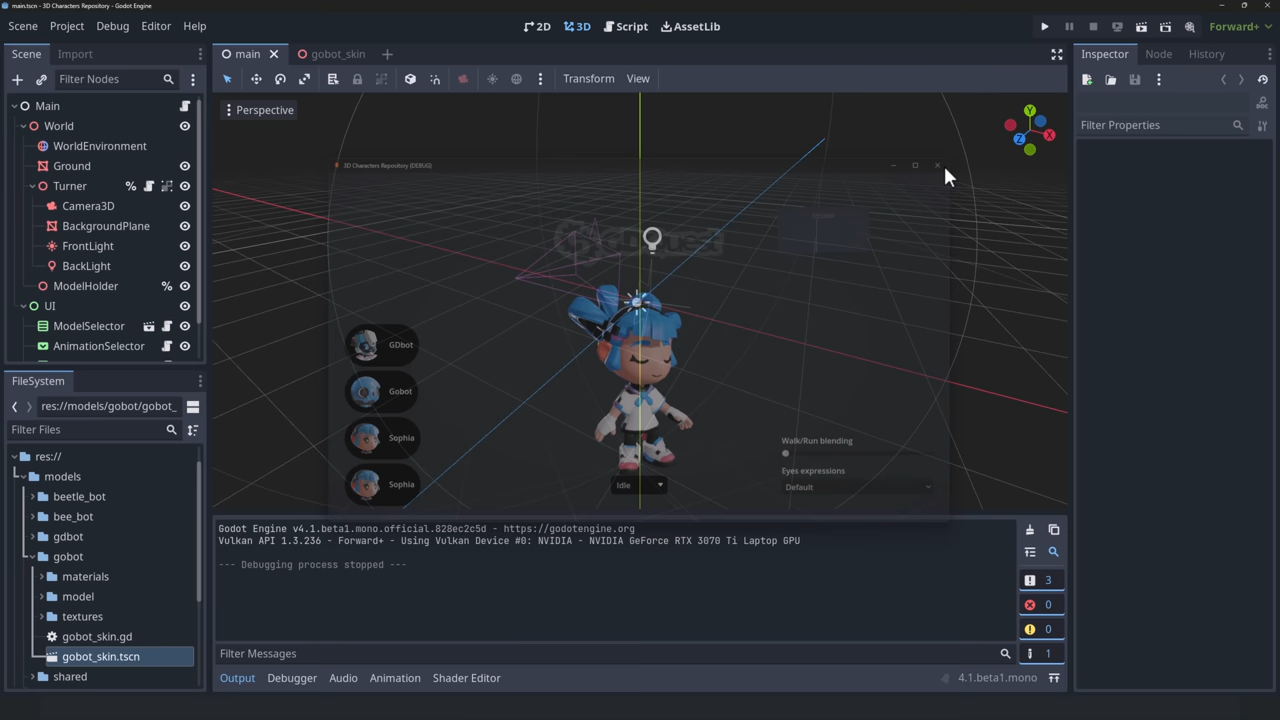 main.tscn - 3D Characters Repository - Godot Engine
Scene Project Debug Editor Help
2D 3D Script AssetLib
Forward+
Scene Import
main gobot_skin
Inspector Node History
Filter Nodes
Transform View
Main
World
WorldEnvironment
Ground
Turner
Camera3D
BackgroundPlane
FrontLight
BackLight
ModelHolder
UI
ModelSelector
AnimationSelector
Perspective
Y
X
Z
3D Characters Repository (DEBUG)
GDQuest
GDbot
Gobot
Sophia
Sophia
Idle
Walk/Run blending
Eyes expressions
Default
Filter Properties
FileSystem
res://models/gobot/gobot_
Filter Files
res://
models
beetle_bot
bee_bot
gdbot
gobot
materials
model
textures
gobot_skin.gd
gobot_skin.tscn
shared
Godot Engine v4.1.beta1.mono.official.828ec2c5d - https://godotengine.org
Vulkan API 1.3.236 - Forward+ - Using Vulkan Device #0: NVIDIA - NVIDIA GeForce RTX 3070 Ti Laptop GPU
--- Debugging process stopped ---
3
0
0
1
Filter Messages
Output Debugger Audio Animation Shader Editor
4.1.beta1.mono